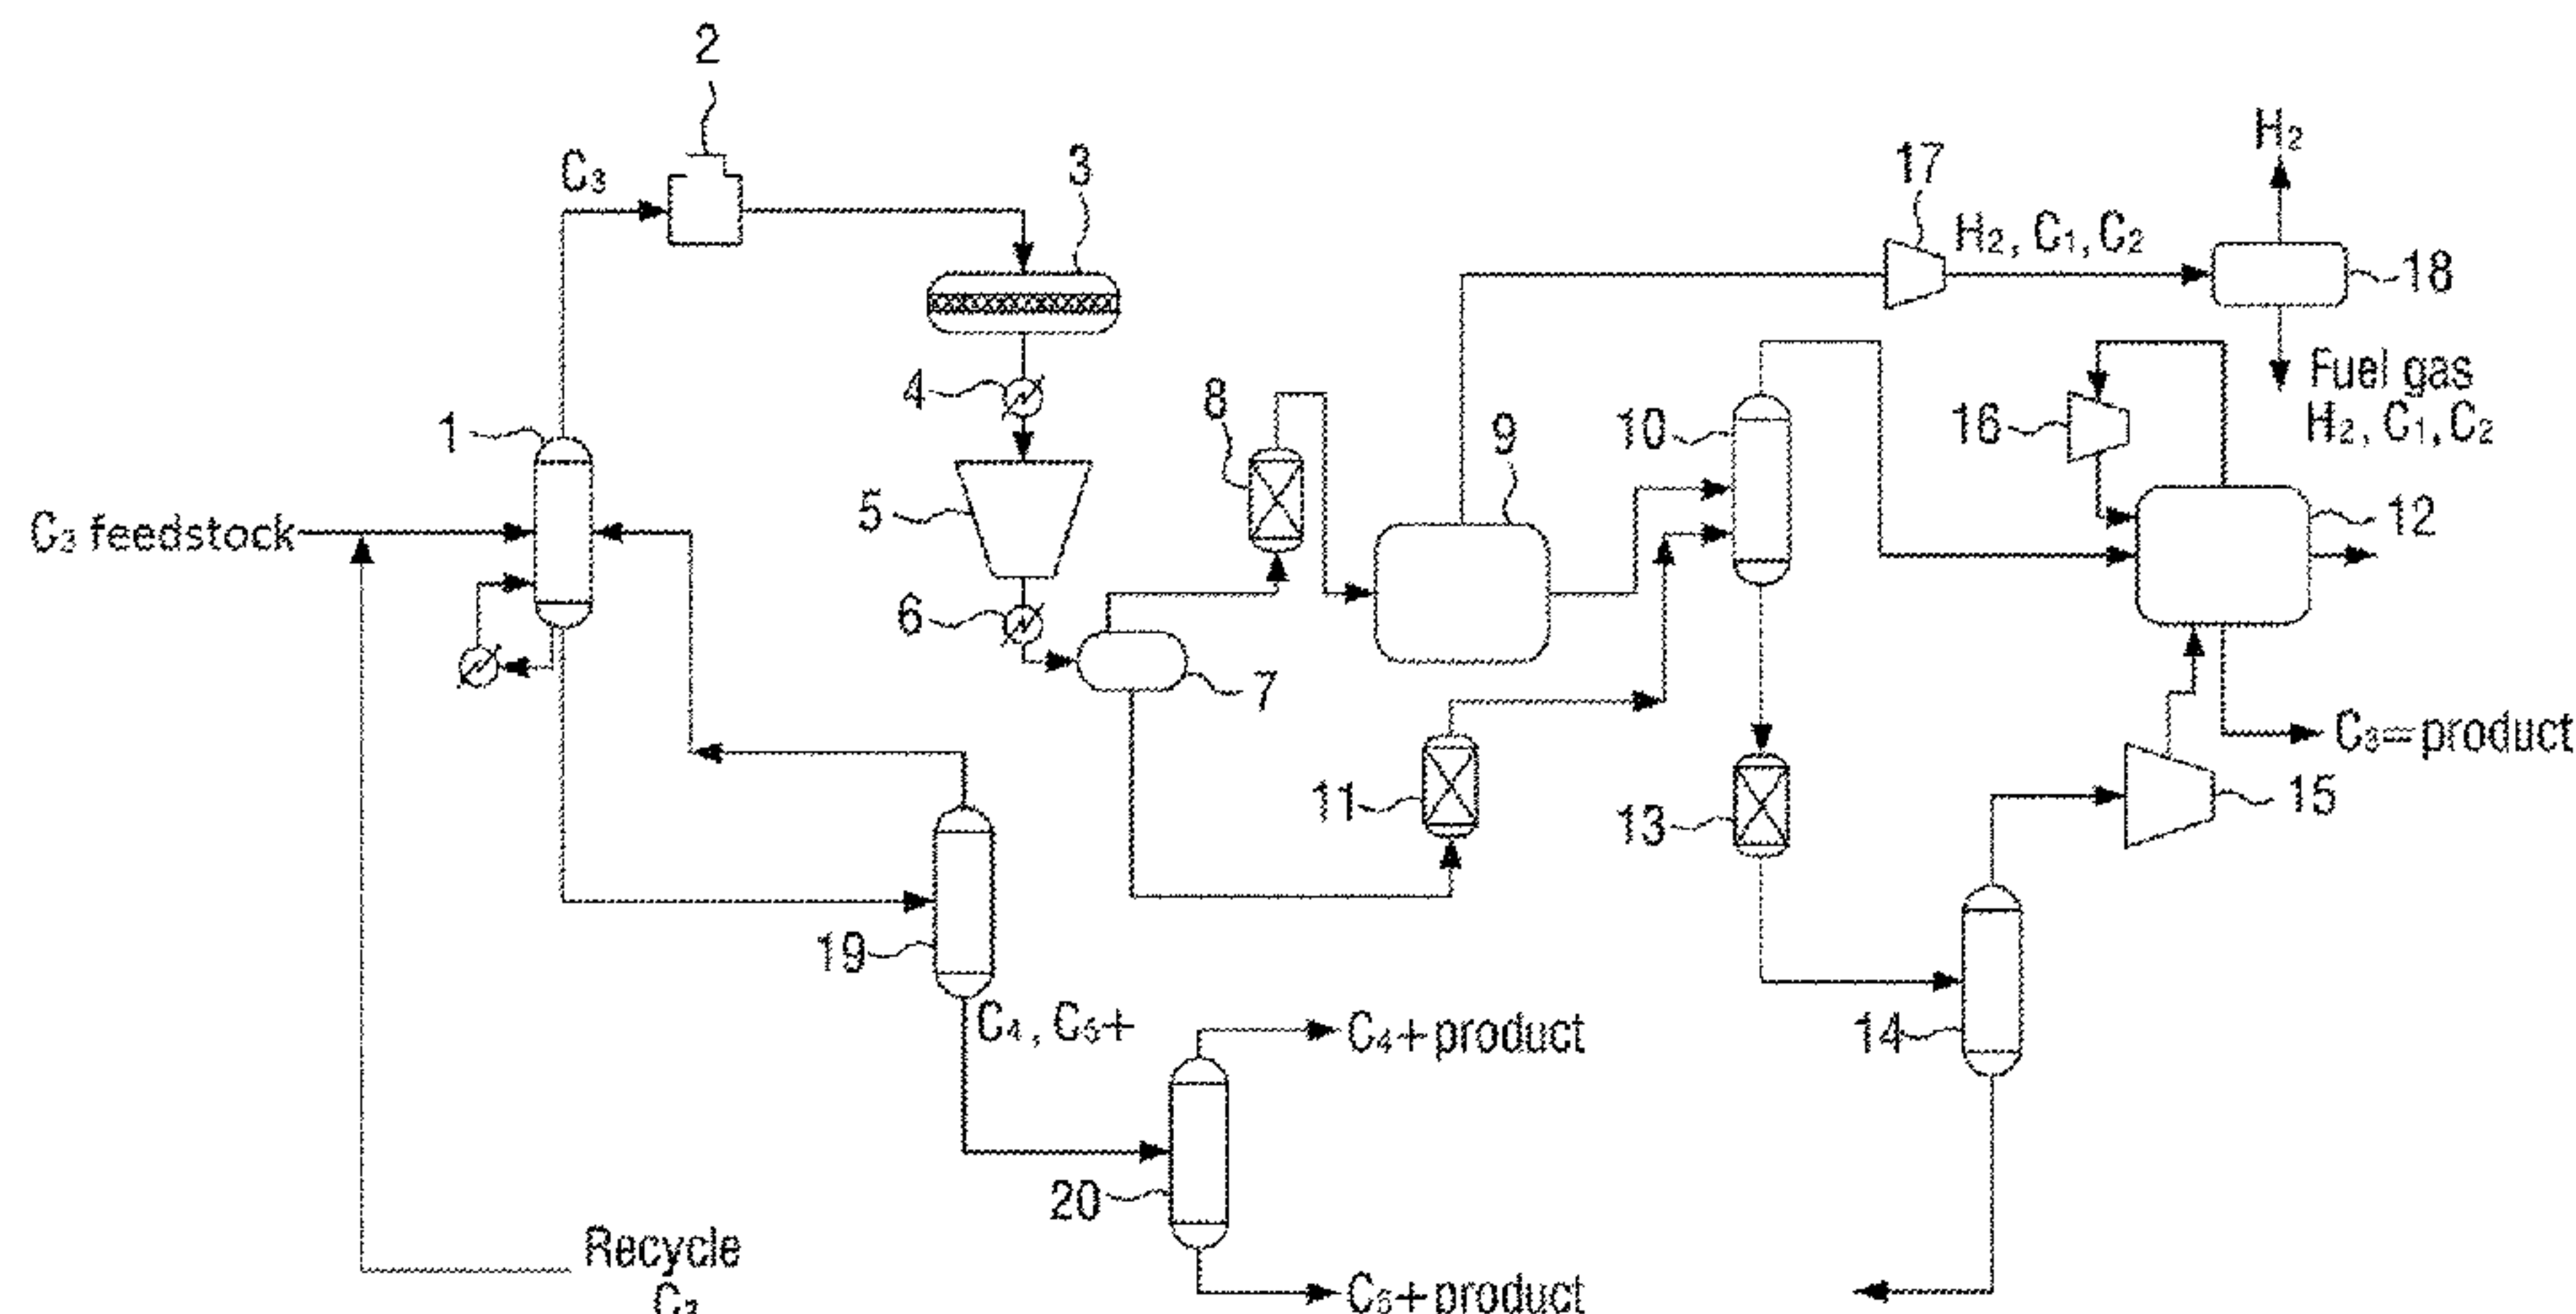 2
C₃
3
17
H₂
H₂, C₁, C₂
18
4
8
1
9
10
16
Fuel gas
H₂, C₁, C₂
5
C₃ feedstock
12
6
7
C₃=product
11
13
15
19
C₄, C₅+
14
C₄+product
20
Recycle
C₃
C₅+product